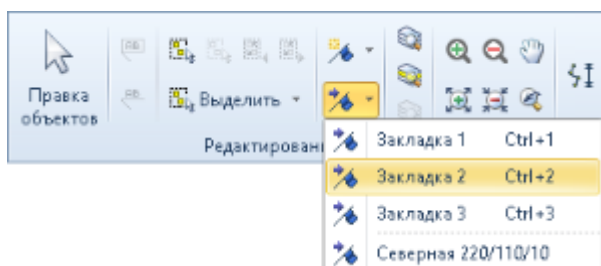 Правка
объектов
Выделить
Редактирован
Закладка 1 Ctrl+1
Закладка 2 Ctrl+2
Закладка 3 Ctrl+3
Северная 220/110/10